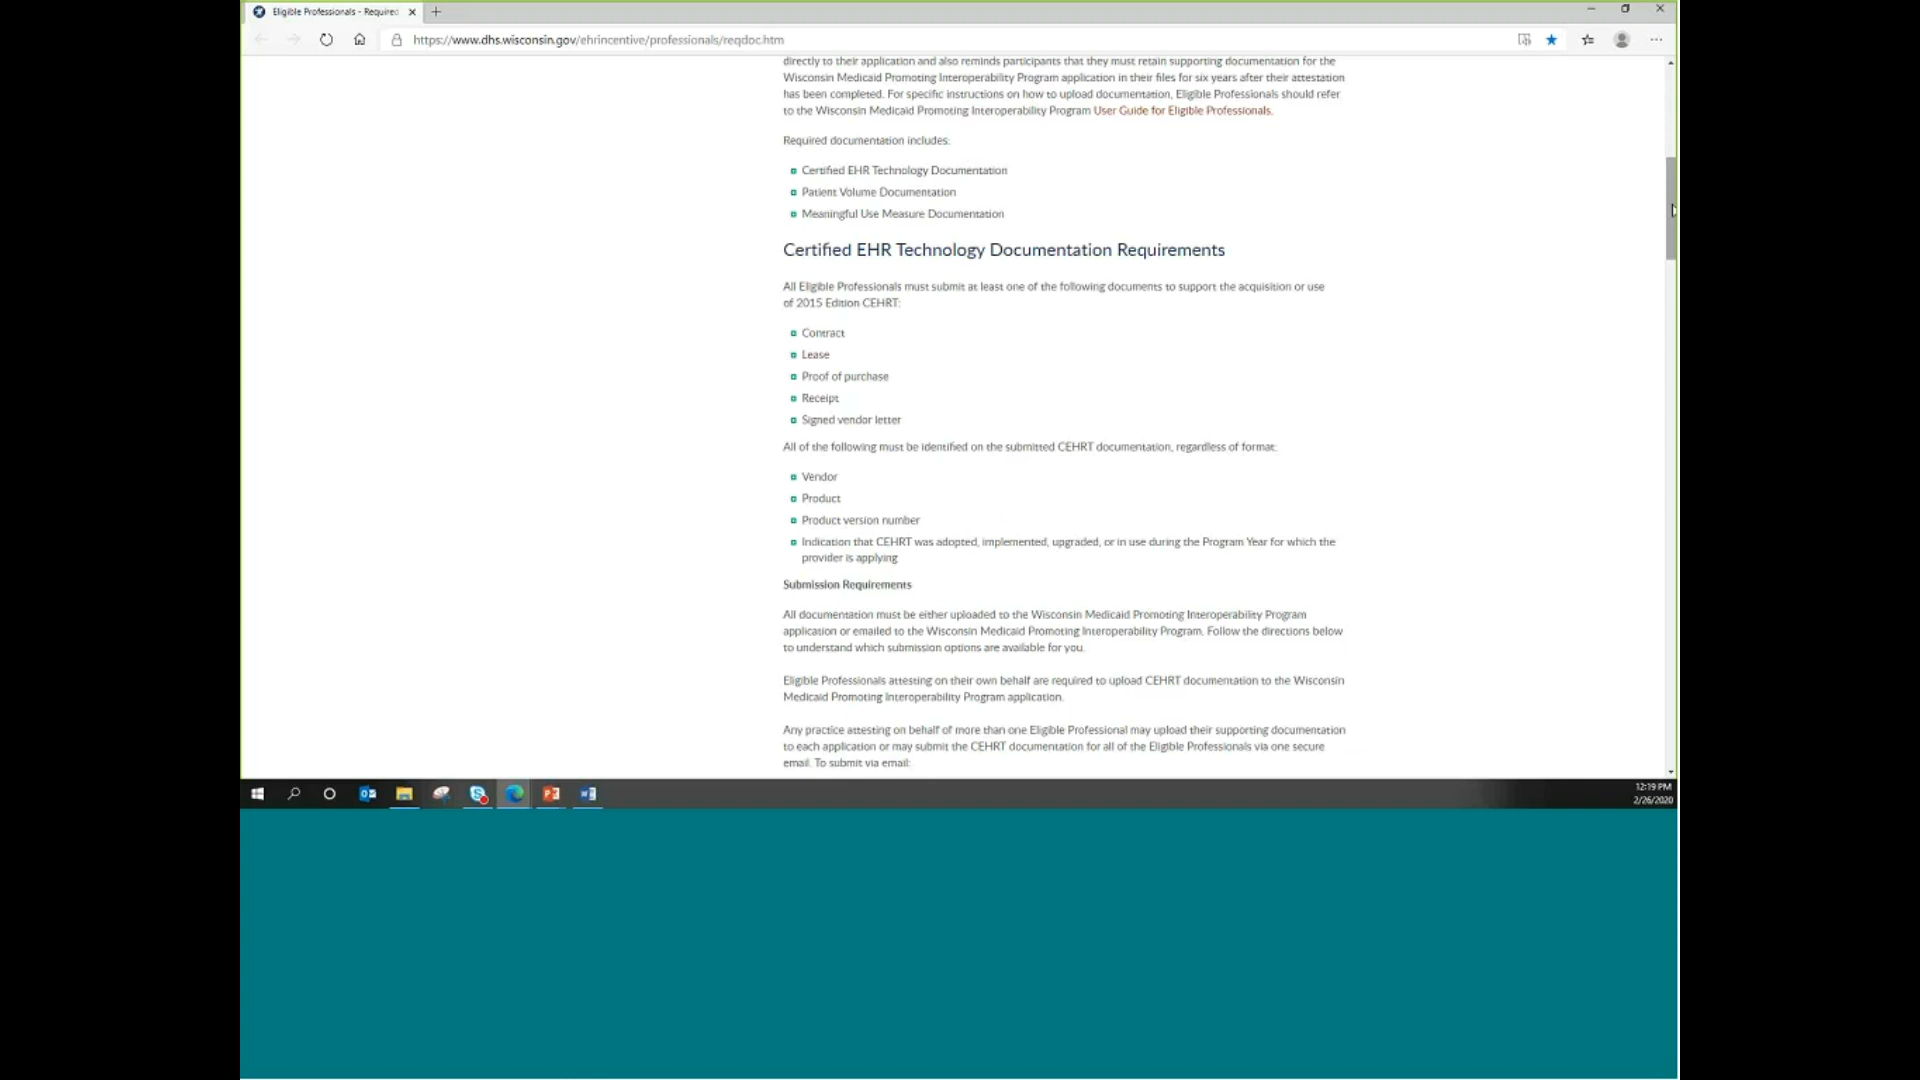 Eligible Professionals - Require
https://www.dhs.wisconsin.gov/ehrincentive/professionals/reqdoc.htm
directly to their application and also reminds participants that they must retain supporting documentation for the
Wisconsin Medicaid Promoting Interoperability Program application in their files for six years after their attestation
has been completed. For specific instructions on how to upload documentation, Eligible Professionals should refer
to the Wisconsin Medicaid Promoting Interoperability Program User Guide for Eligible Professionals.
Required documentation includes:
Certified EHR Technology Documentation
Patient Volume Documentation
Meaningful Use Measure Documentation
Certified EHR Technology Documentation Requirements
All Eligible Professionals must submit at least one of the following documents to support the acquisition or use
of 2015 Edition CEHRT:
Contract
Lease
Proof of purchase
Receipt
Signed vendor letter
All of the following must be identified on the submitted CEHRT documentation, regardless of format:
Vendor
Product
Product version number
Indication that CEHRT was adopted, implemented, upgraded, or in use during the Program Year for which the
provider is applying
Submission Requirements
All documentation must be either uploaded to the Wisconsin Medicaid Promoting Interoperability Program
application or emailed to the Wisconsin Medicaid Promoting Interoperability Program. Follow the directions below
to understand which submission options are available for you.
Eligible Professionals attesting on their own behalf are required to upload CEHRT documentation to the Wisconsin
Medicaid Promoting Interoperability Program application.
Any practice attesting on behalf of more than one Eligible Professional may upload their supporting documentation
to each application or may submit the CEHRT documentation for all of the Eligible Professionals via one secure
email. To submit via email:
12:19 PM
2/26/2020